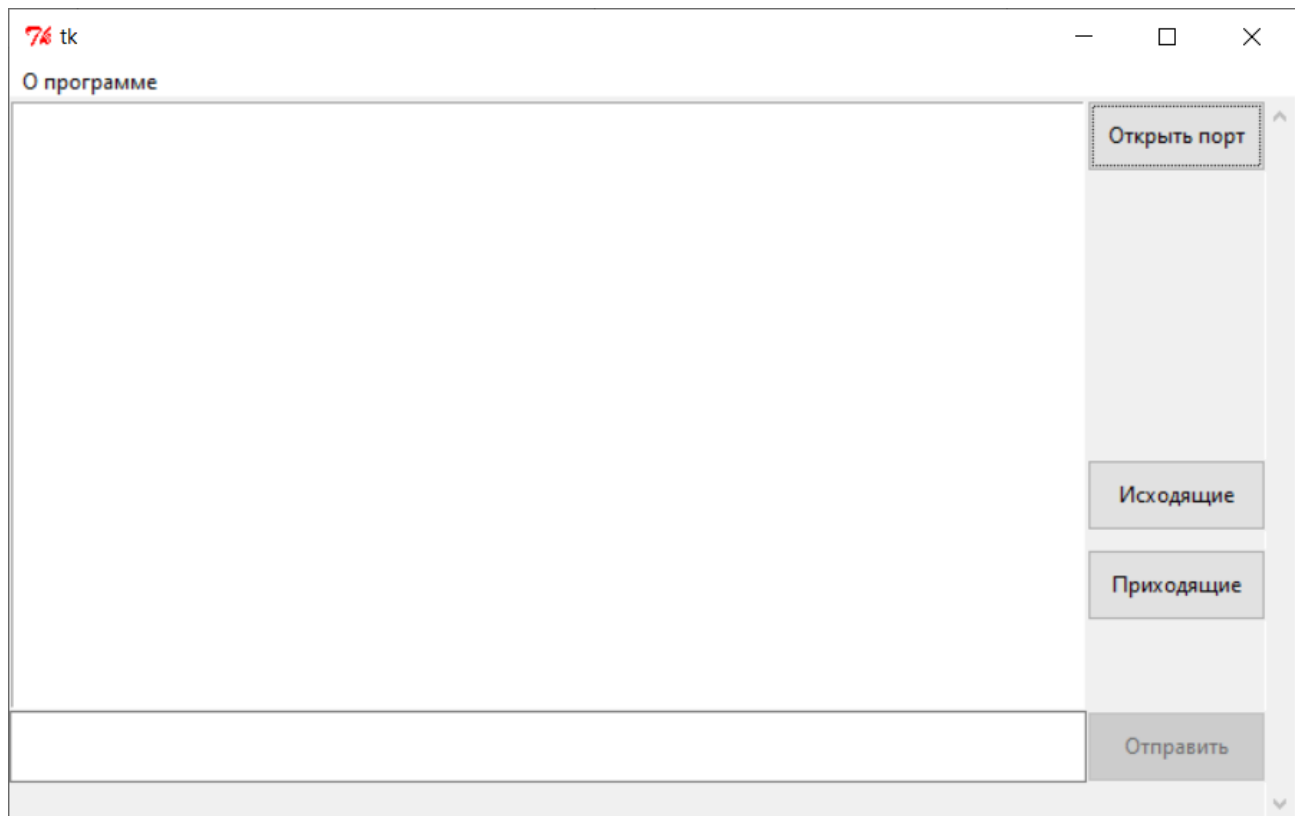 tk
О программе
Открыть порт
Исходящие
Приходящие
Отправить